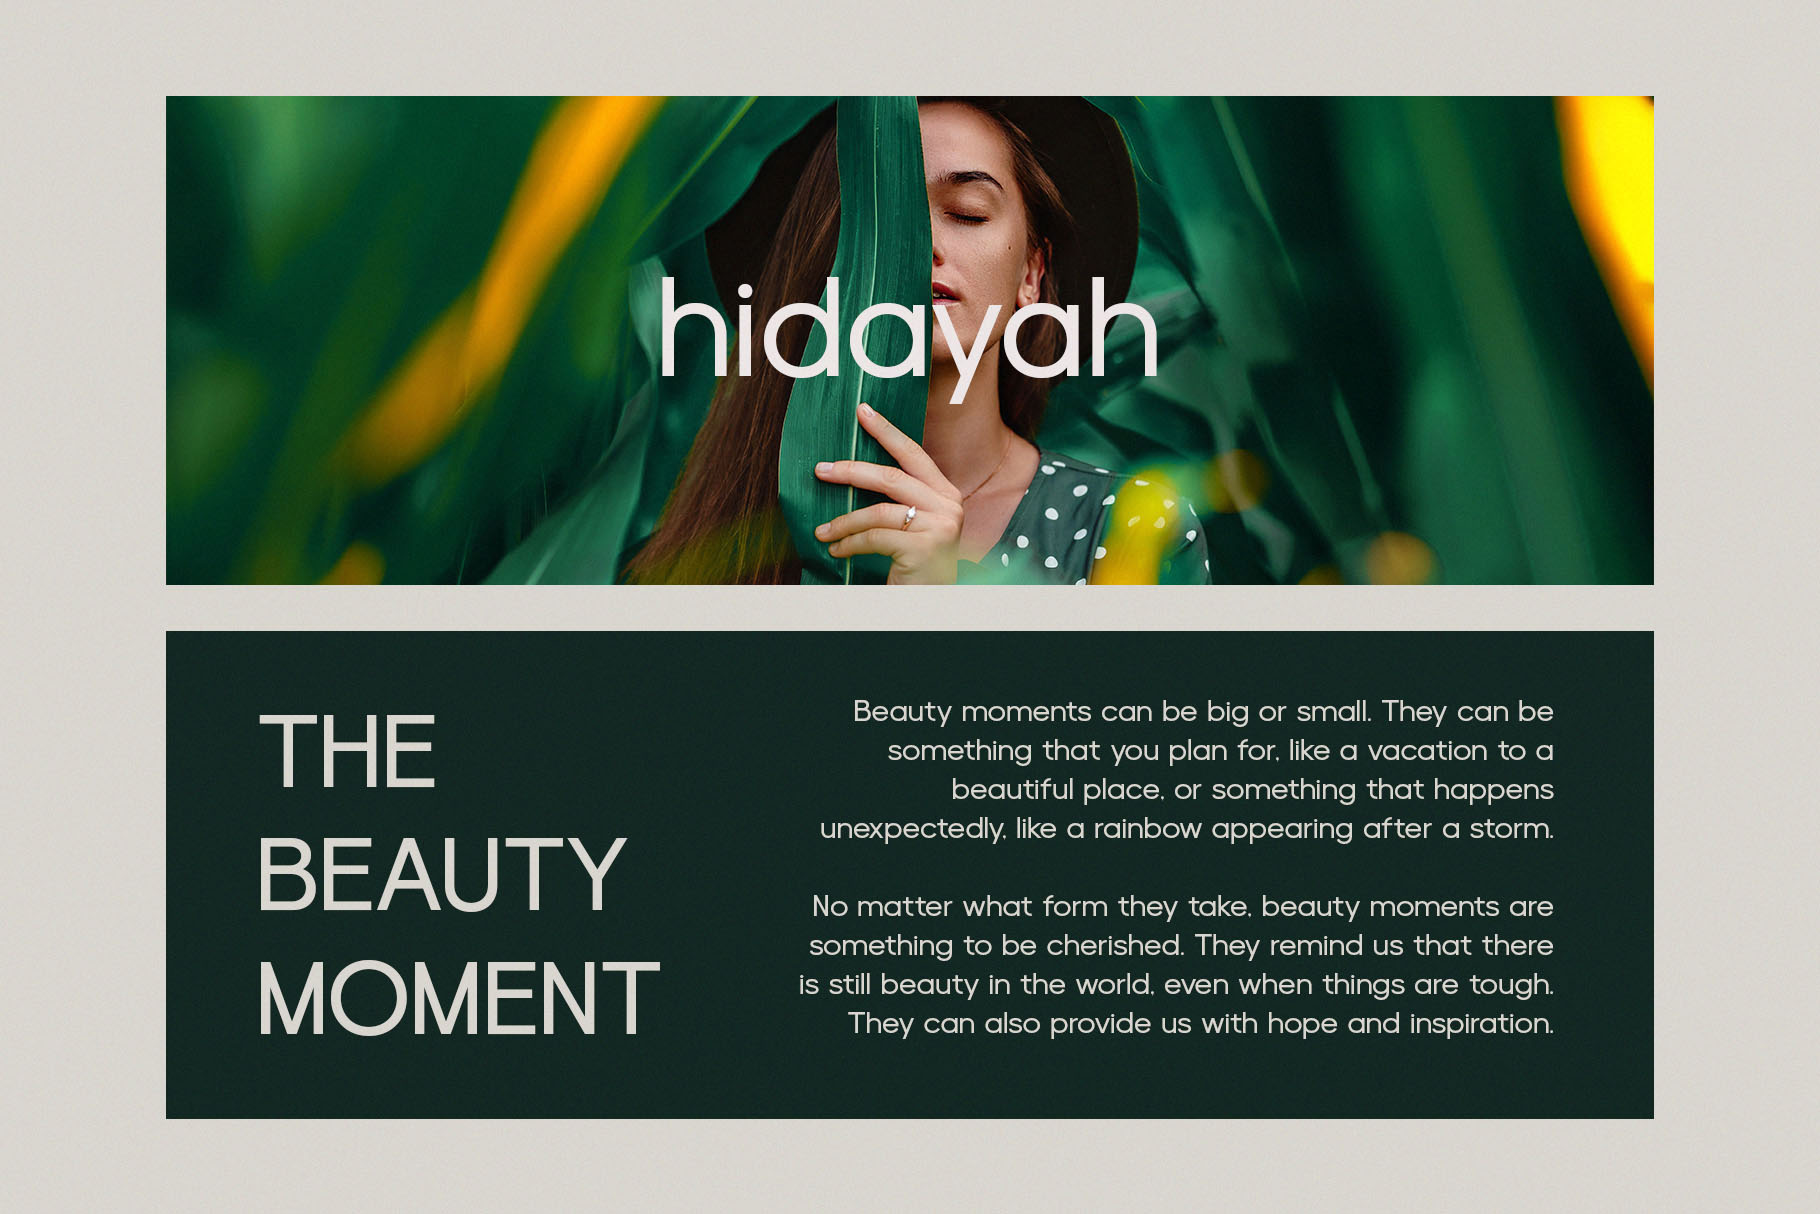 hidayah
THE
BEAUTY
MOMENT
Beauty moments can be big or small. They can be
something that you plan for, like a vacation to a
beautiful place, or something that happens
unexpectedly, like a rainbow appearing after a storm.
No matter what form they take, beauty moments are
something to be cherished. They remind us that there
is still beauty in the world, even when things are tough.
They can also provide us with hope and inspiration.